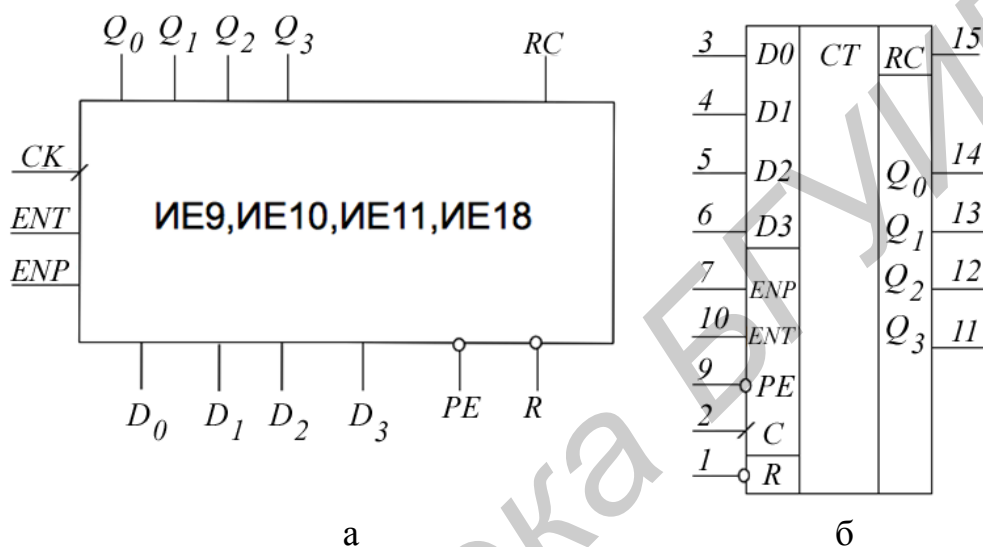 Q0 Q1 Q2 Q3 RC
CK
ENT
ENP
ИЕ9,ИЕ10,ИЕ11,ИЕ18
D0 D1 D2 D3 PE R
а
3 D0 CT RC 15
4 D1
5 D2 Q0 14
6 D3 Q1 13
7 ENP Q2 12
10 ENT Q3 11
9 PE
2 C
1 R
б
ека БГУИ